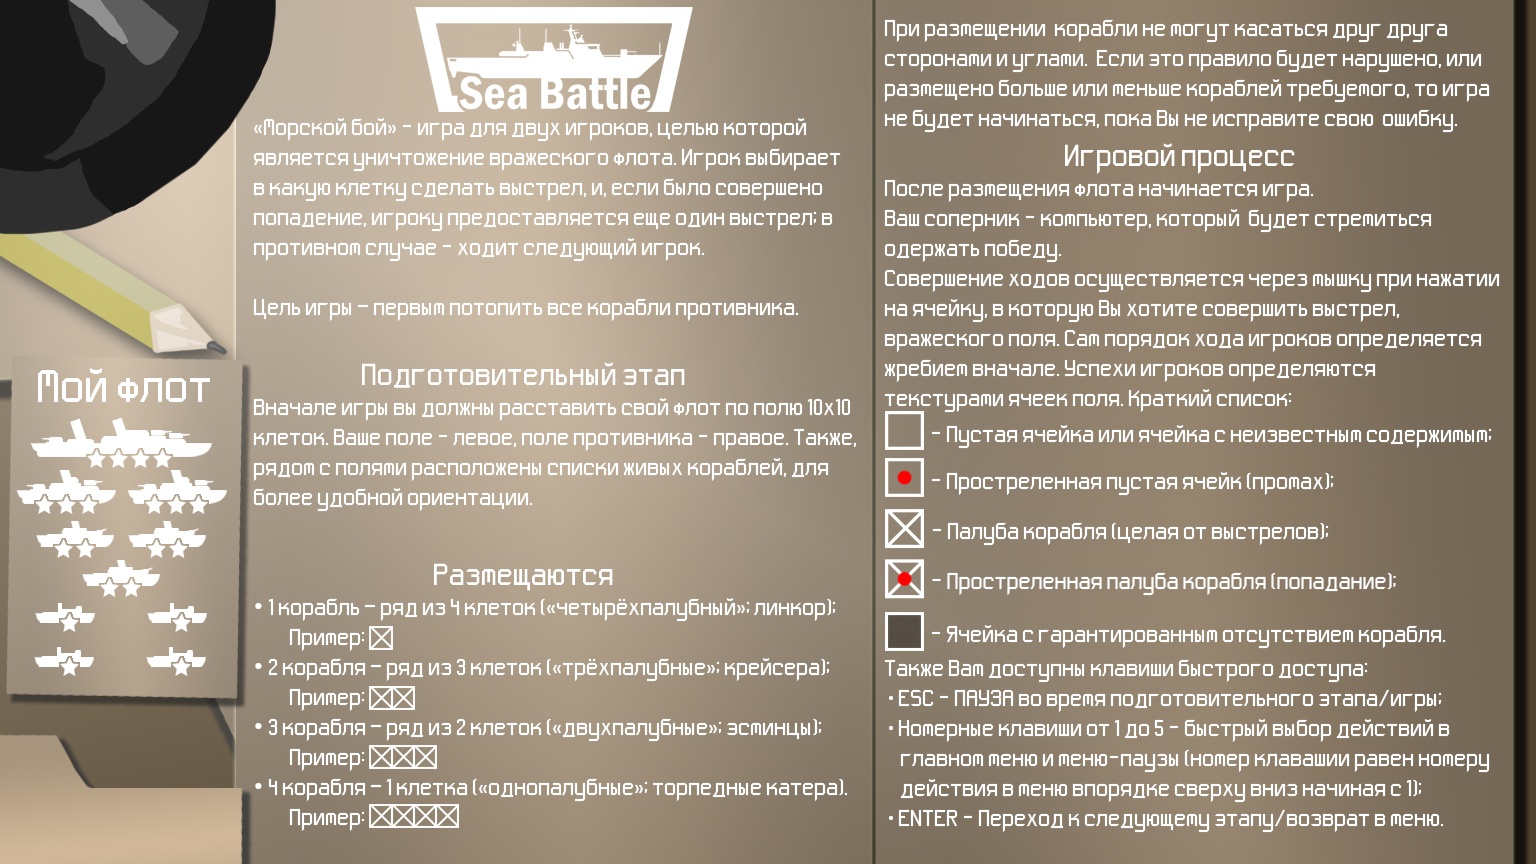 Sea Battle
«Морской бой» - игра для двух игроков, целью которой
является уничтожение вражеского флота. Игрок выбирает
в какую клетку сделать выстрел, и, если было совершено
попадение, игроку предоставляется еще один выстрел; в
противном случае - ходит следующий игрок.
Цель игры – первым потопить все корабли противника.
Подготовительный этап
Вначале игры вы должны расставить свой флот по полю 10x10
клеток. Ваше поле - левое, поле противника - правое. Также,
рядом с полями расположены списки живых кораблей, для
более удобной ориентации.
Размещаются
• 1 корабль – ряд из 4 клеток («четырёхпалубный»; линкор);
Пример:
• 2 корабля – ряд из 3 клеток («трёхпалубные»; крейсера);
Пример:
• 3 корабля – ряд из 2 клеток («двухпалубные»; эсминцы);
Пример:
• 4 корабля – 1 клетка («однопалубные»; торпедные катера).
Пример:
Мой флот
При размещении корабли не могут касаться друг друга
сторонами и углами. Если это правило будет нарушено, или
размещено больше или меньше кораблей требуемого, то игра
не будет начинаться, пока Вы не исправите свою ошибку.
Игровой процесс
После размещения флота начинается игра.
Ваш соперник - компьютер, который будет стремиться
одержать победу.
Совершение ходов осуществляется через мышку при нажатии
на ячейку, в которую Вы хотите совершить выстрел,
вражеского поля. Сам порядок хода игроков определяется
жребием вначале. Успехи игроков определяются
текстурами ячеек поля. Краткий список:
- Пустая ячейка или ячейка с неизвестным содержимым;
- Простреленная пустая ячейк (промах);
- Палуба корабля (целая от выстрелов);
- Простреленная палуба корабля (попадание);
- Ячейка с гарантированным отсутствием корабля.
Также Вам доступны клавиши быстрого доступа:
• ESC - ПАУЗА во время подготовительного этапа/игры;
• Номерные клавиши от 1 до 5 - быстрый выбор действий в
главном меню и меню-паузы (номер клавашии равен номеру
действия в меню впорядке сверху вниз начиная с 1);
• ENTER - Переход к следующему этапу/возврат в меню.